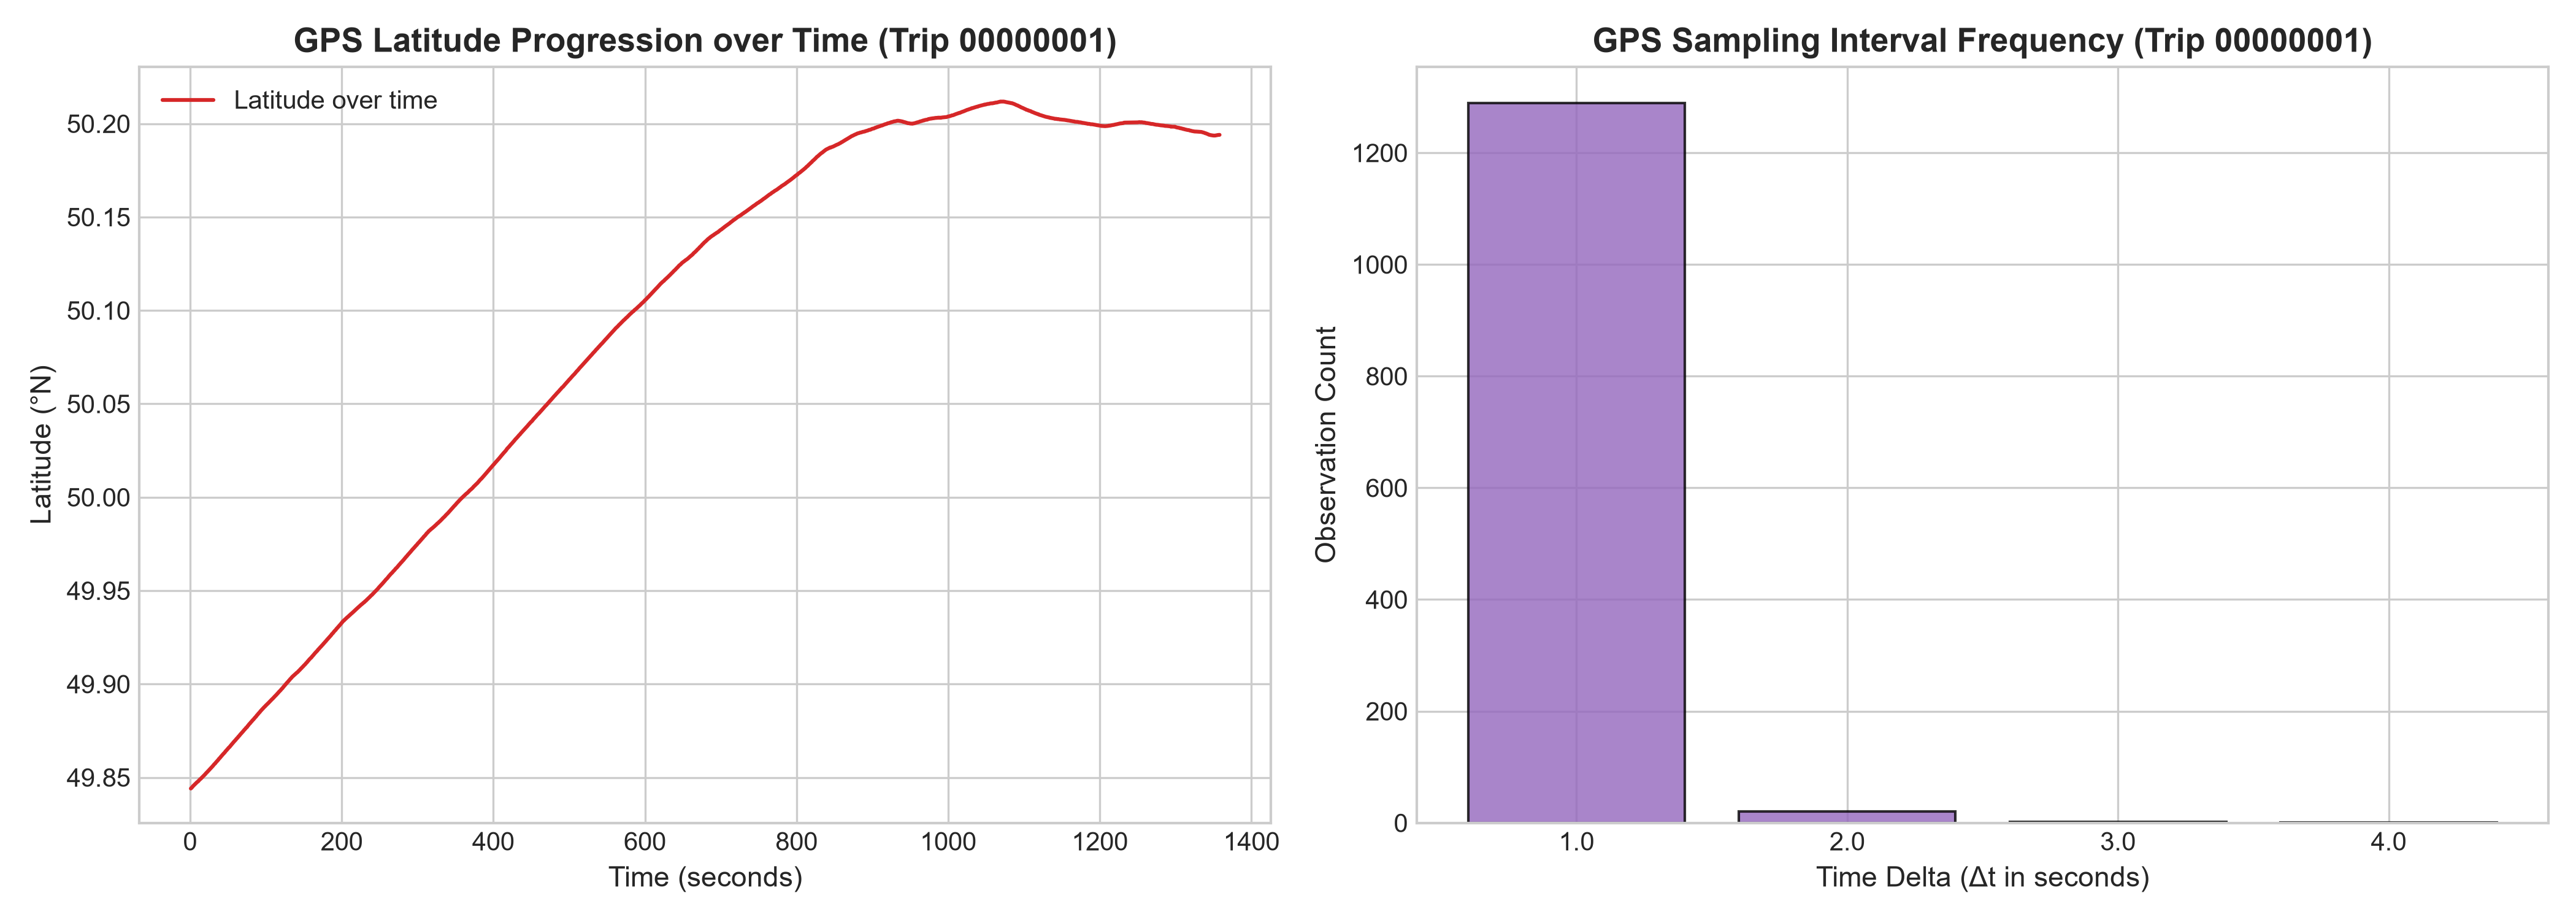 GPS Latitude Progression over Time (Trip 00000001)
Latitude over time
50.20
50.15
50.10
50.05
50.00
49.95
49.90
49.85
Latitude (°N)
0 200 400 600 800 1000 1200 1400
Time (seconds)
GPS Sampling Interval Frequency (Trip 00000001)
1200
1000
800
600
400
200
0
Observation Count
1.0 2.0 3.0 4.0
Time Delta (Δt in seconds)